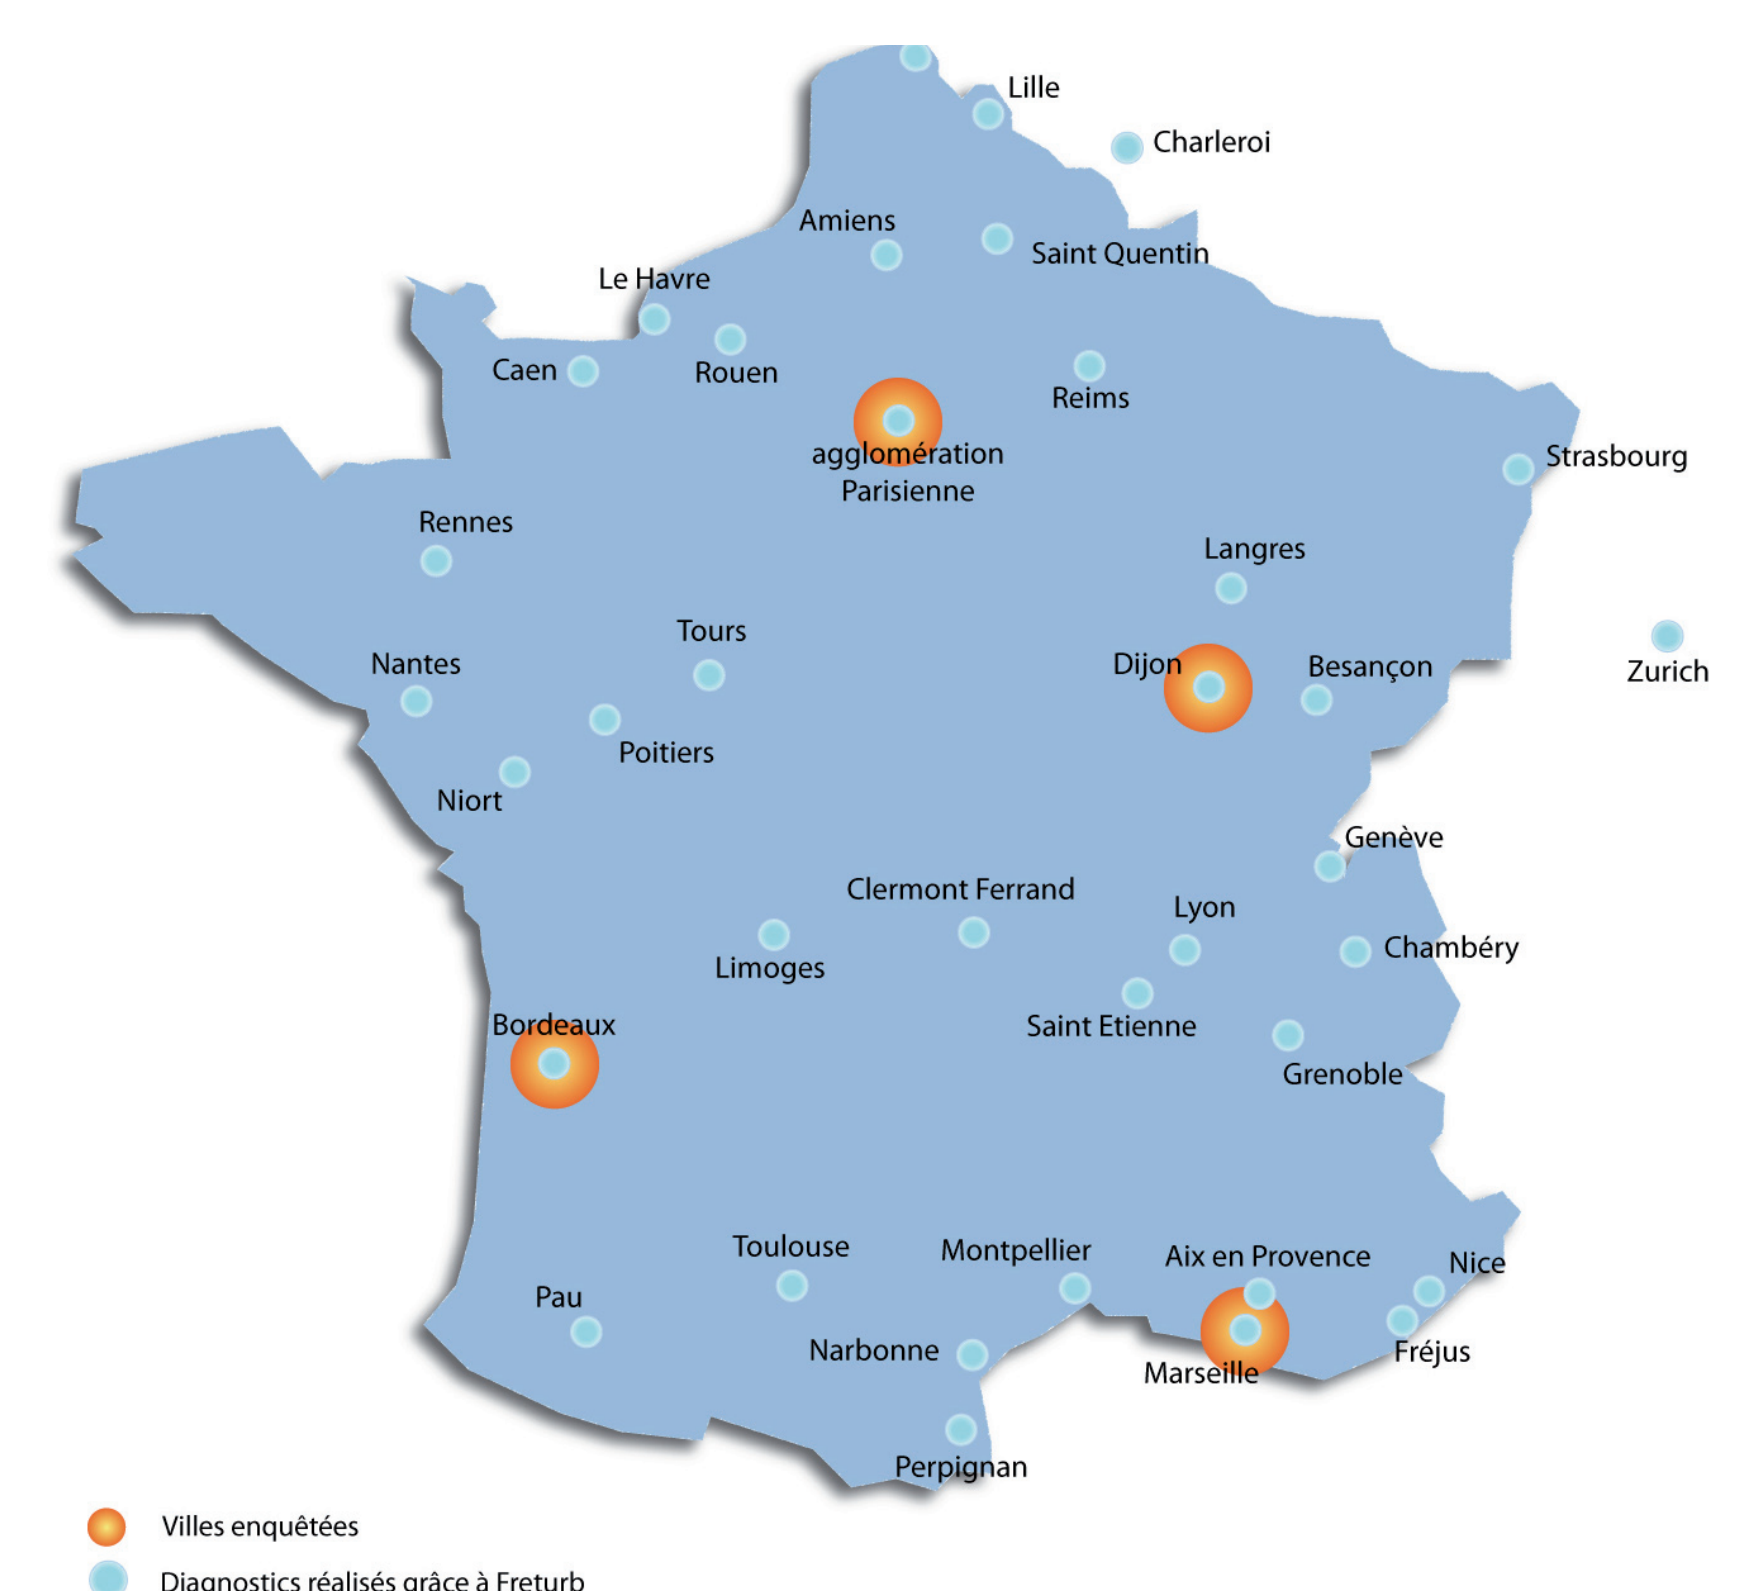 Lille
Charleroi
Amiens
Saint Quentin
Le Havre
Caen
Rouen
Reims
agglomération
Parisienne
Strasbourg
Rennes
Langres
Tours
Nantes
Dijon
Besançon
Zurich
Poitiers
Niort
Genève
Clermont Ferrand
Lyon
Limoges
Chambéry
Saint Etienne
Bordeaux
Grenoble
Toulouse
Montpellier
Aix en Provence
Nice
Pau
Narbonne
Fréjus
Marseille
Perpignan
Villes enquêtées
Diagnostics réalisés grâce à Freturb